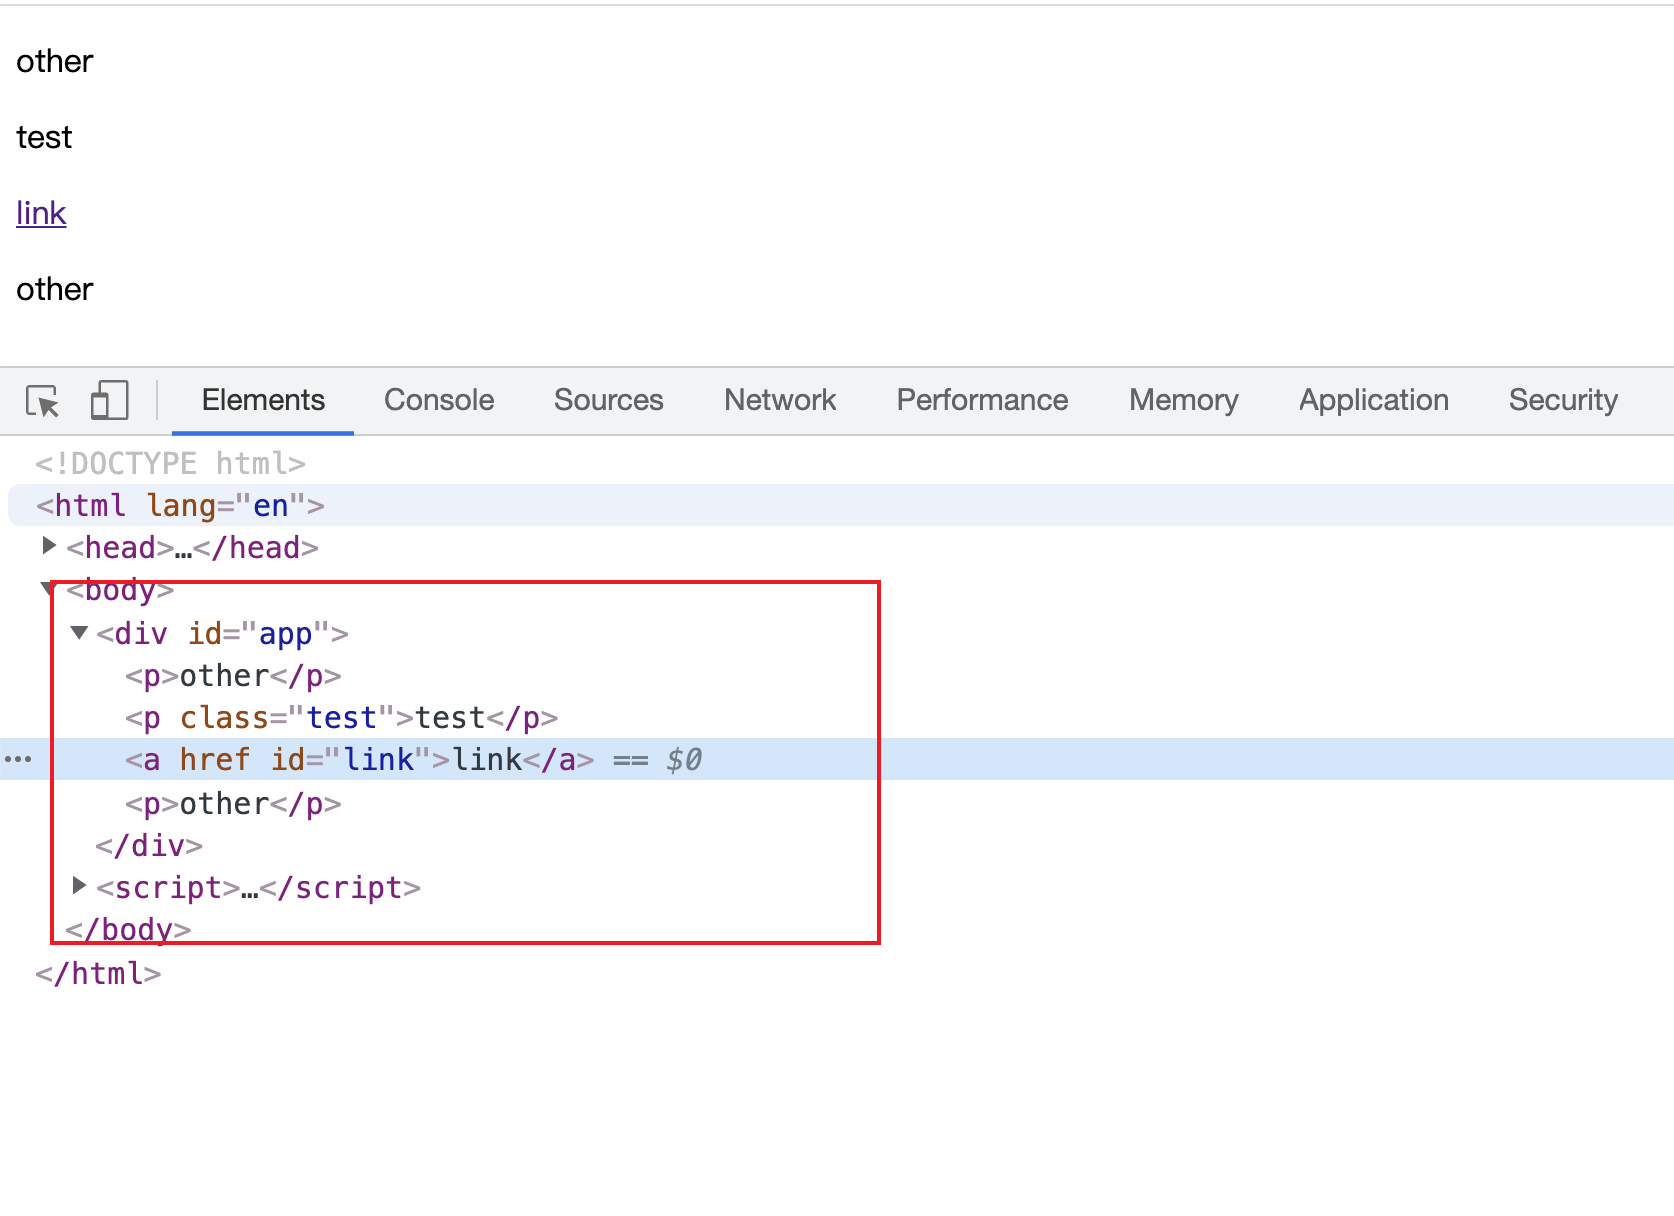 other
test
link
other
Elements Console Sources Network Performance Memory Application Security
<!DOCTYPE html>
<html lang="en">
<head>…</head>
<body>
<div id="app">
<p>other</p>
<p class="test">test</p>
<a href id="link">link</a> == $0
<p>other</p>
</div>
<script>…</script>
</body>
</html>